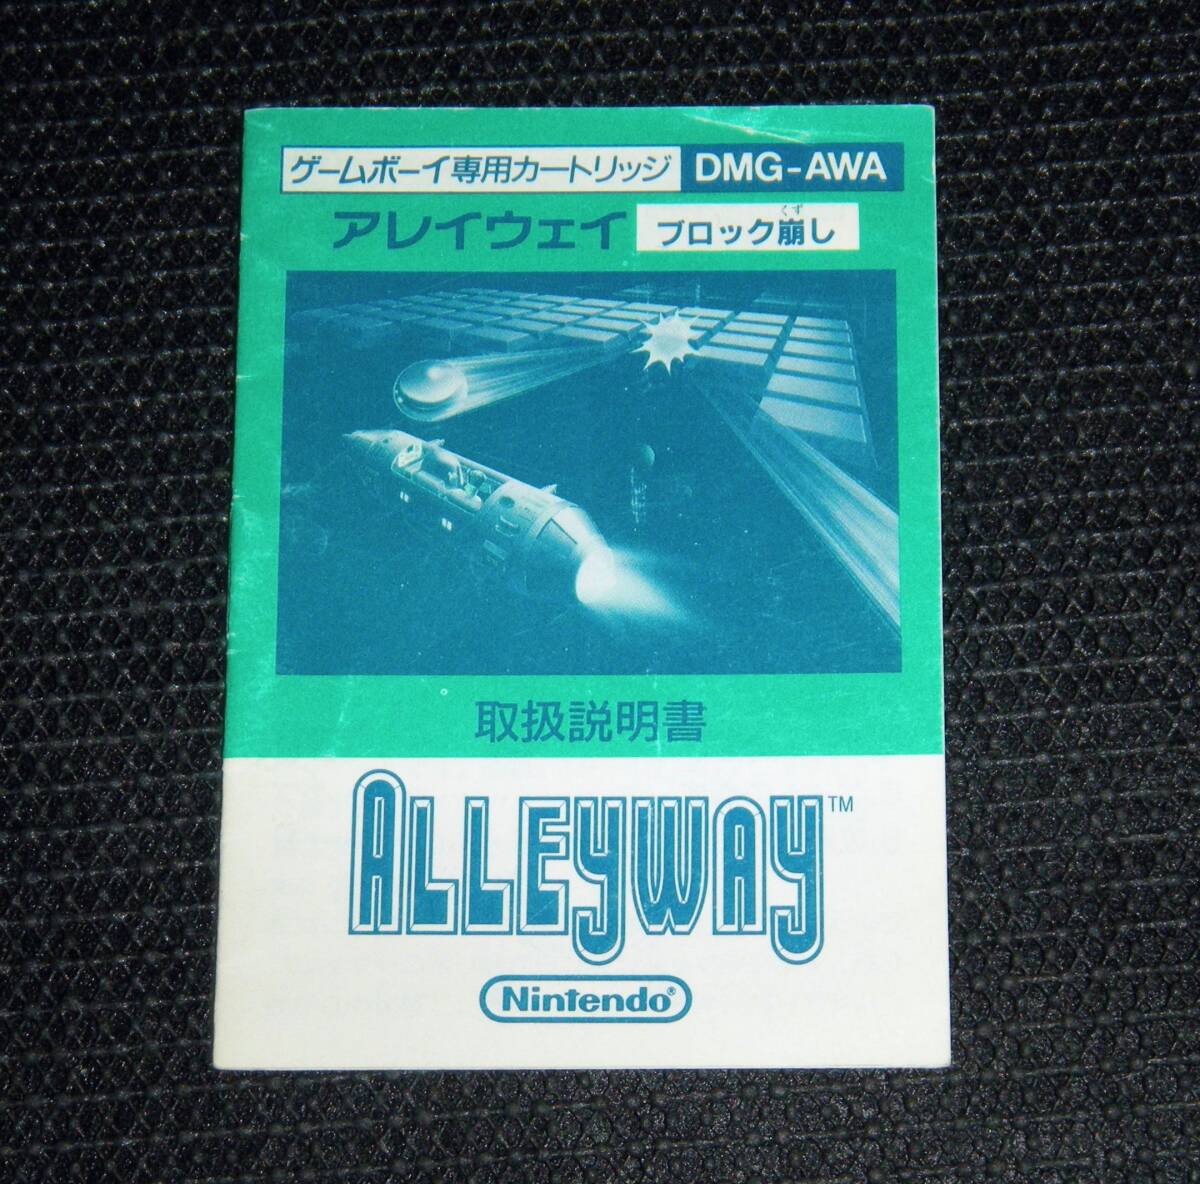 ゲームボーイ専用カートリッジ DMG-AWA
アレイウェイ ブロック崩し
くず
取扱説明書
ALLEYWAY™
Nintendo®